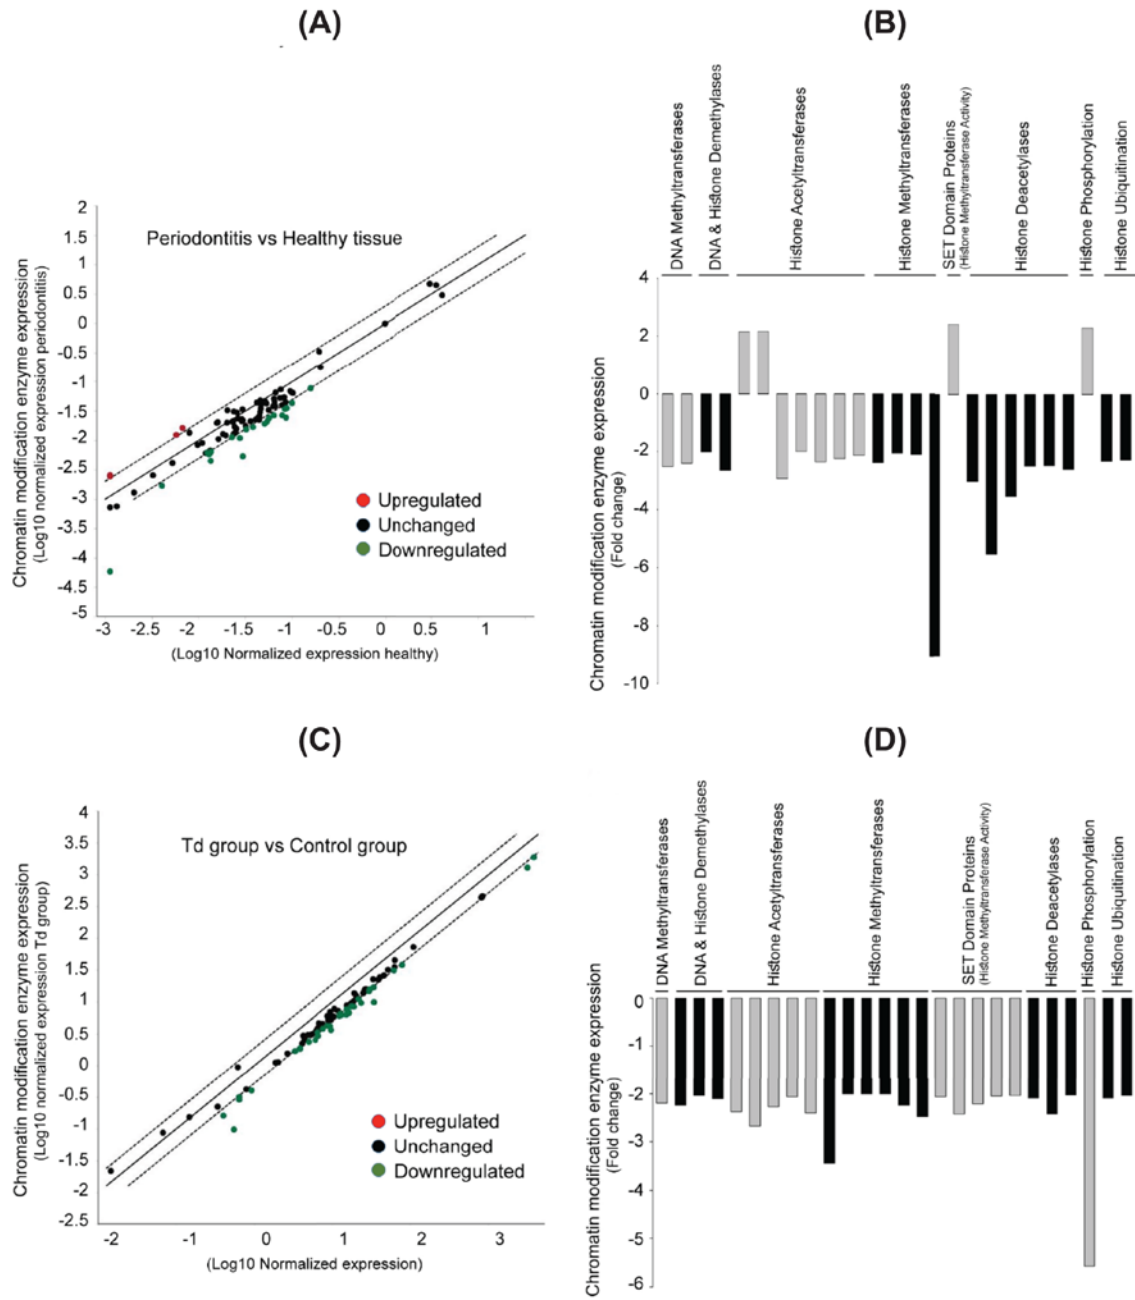 (A)
Periodontitis vs Healthy tissue
Chromatin modification enzyme expression
(Log10 normalized expression periodontitis)
2
1.5
1
0.5
0
-0.5
-1
-1.5
-2
-2.5
-3
-3.5
-4
-4.5
-5
Upregulated
Unchanged
Downregulated
-3 -2.5 -2 -1.5 -1 0 0.5 1
(Log10 Normalized expression healthy)
(B)
DNA Methyltransferases
DNA & Histone Demethylases
Histone Acetyltransferases
Histone Methyltransferases
SET Domain Proteins
(Histone Methyltransferase Activity)
Histone Deacetylases
Histone Phosphorylation
Histone Ubiquitination
Chromatin modification enzyme expression
(Fold change)
4
2
0
-2
-4
-6
-8
-10
(C)
Td group vs Control group
Chromatin modification enzyme expression
(Log10 normalized expression Td group)
4
3.5
3
2.5
2
1.5
1
0.5
0
-0.5
-1
-1.5
-2
-2.5
Upregulated
Unchanged
Downregulated
-2 -1 0 1 2 3
(Log10 Normalized expression)
(D)
DNA Methyltransferases
DNA & Histone Demethylases
Histone Acetyltransferases
Histone Methyltransferases
SET Domain Proteins
(Histone Methyltransferase Activity)
Histone Deacetylases
Histone Phosphorylation
Histone Ubiquitination
Chromatin modification enzyme expression
(Fold change)
0
-1
-2
-3
-4
-5
-6